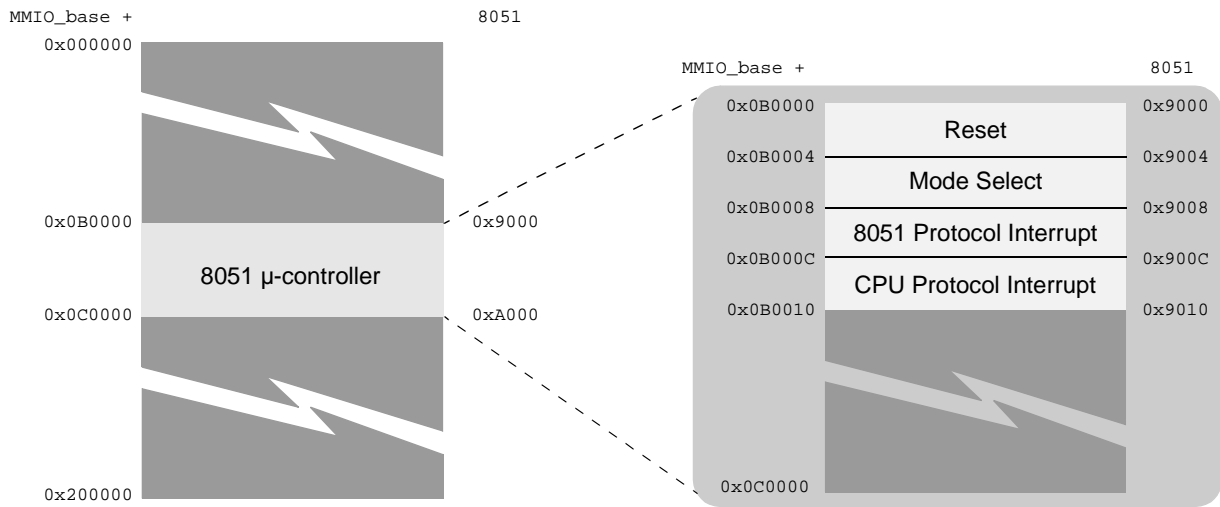 MMIO_base + 8051
0x000000
0x0B0000 0x9000
8051 µ-controller
0x0C0000 0xA000
0x200000
MMIO_base + 8051
0x0B0000 0x9000
Reset
0x0B0004 0x9004
Mode Select
0x0B0008 0x9008
8051 Protocol Interrupt
0x0B000C 0x900C
CPU Protocol Interrupt
0x0B0010 0x9010
0x0C0000